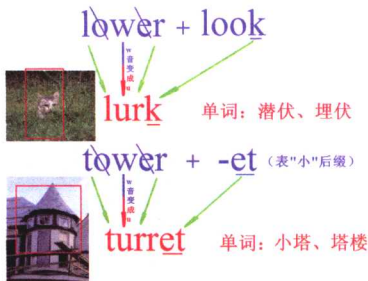 lower + look
w音变成u
lurk 单词：潜伏、埋伏
tower + -et（表"小"后缀）
w音变成u
turret 单词：小塔、塔楼